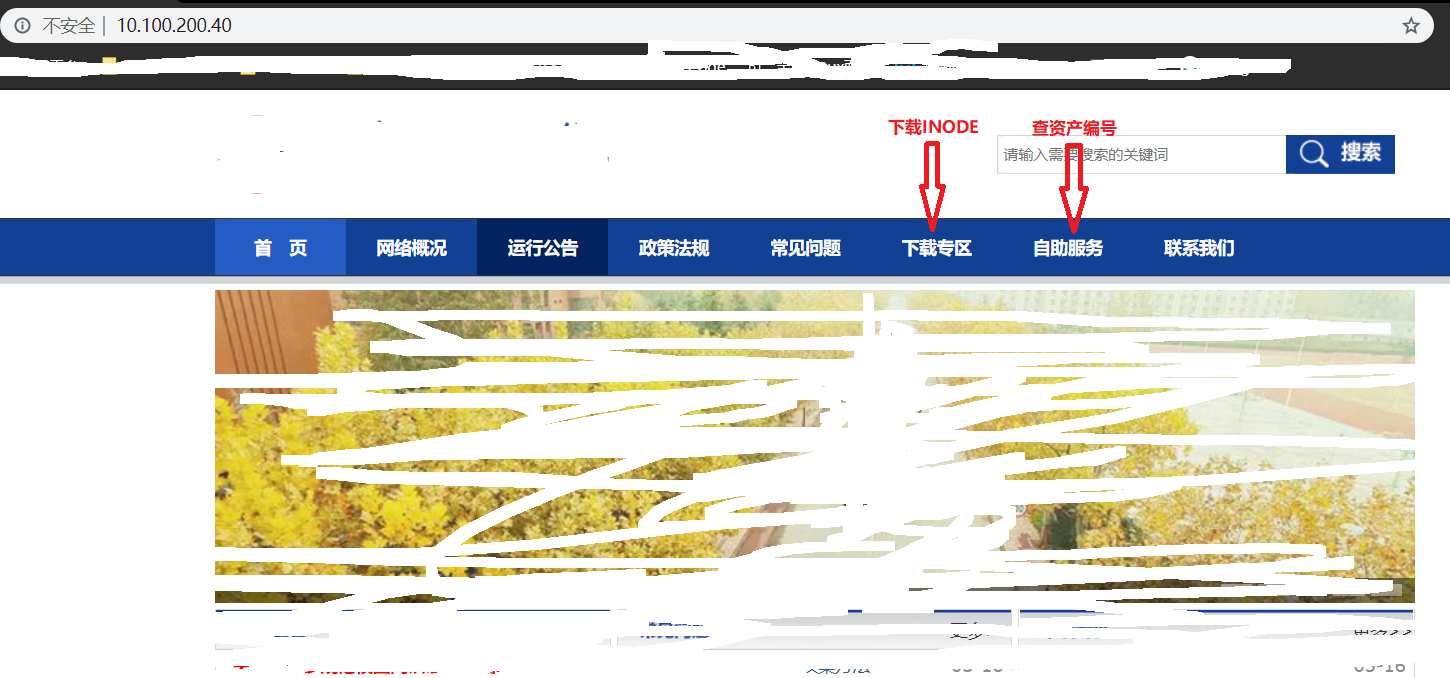 不安全 | 10.100.200.40
下载INODE 查资产编号
请输入需要搜索的关键词 搜索
首 页 网络概况 运行公告 政策法规 常见问题 下载专区 自助服务 联系我们